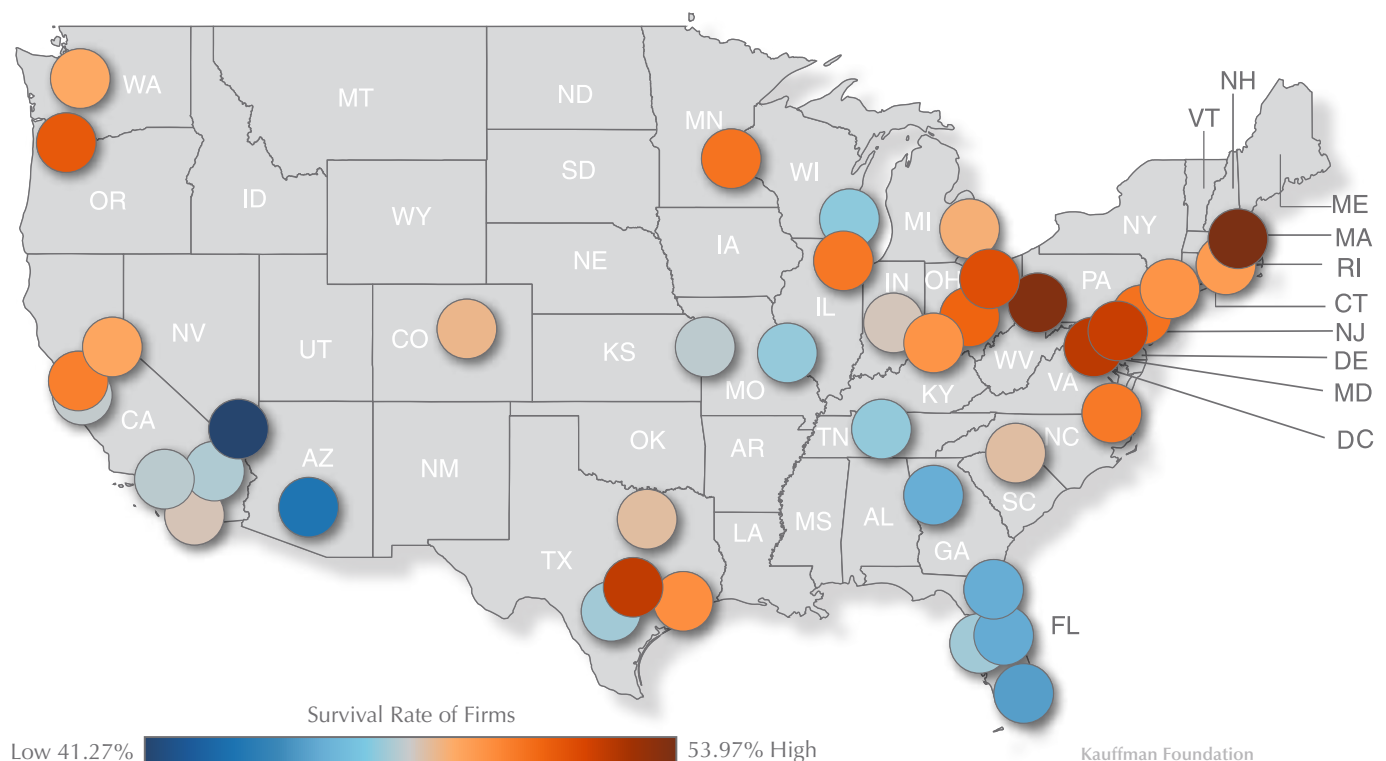 NH
WA
MT
ND
MN
VT
OR
ID
SD
WI
WY
MI
NY
ME
MA
RI
IA
NE
IN
OH
PA
CT
NV
UT
CO
IL
NJ
KS
WV
DE
CA
MO
VA
MD
KY
DC
AZ
NM
OK
AR
TN
NC
SC
MS
AL
LA
GA
TX
FL
Survival Rate of Firms
Low 41.27%
53.97% High
Kauffman Foundation